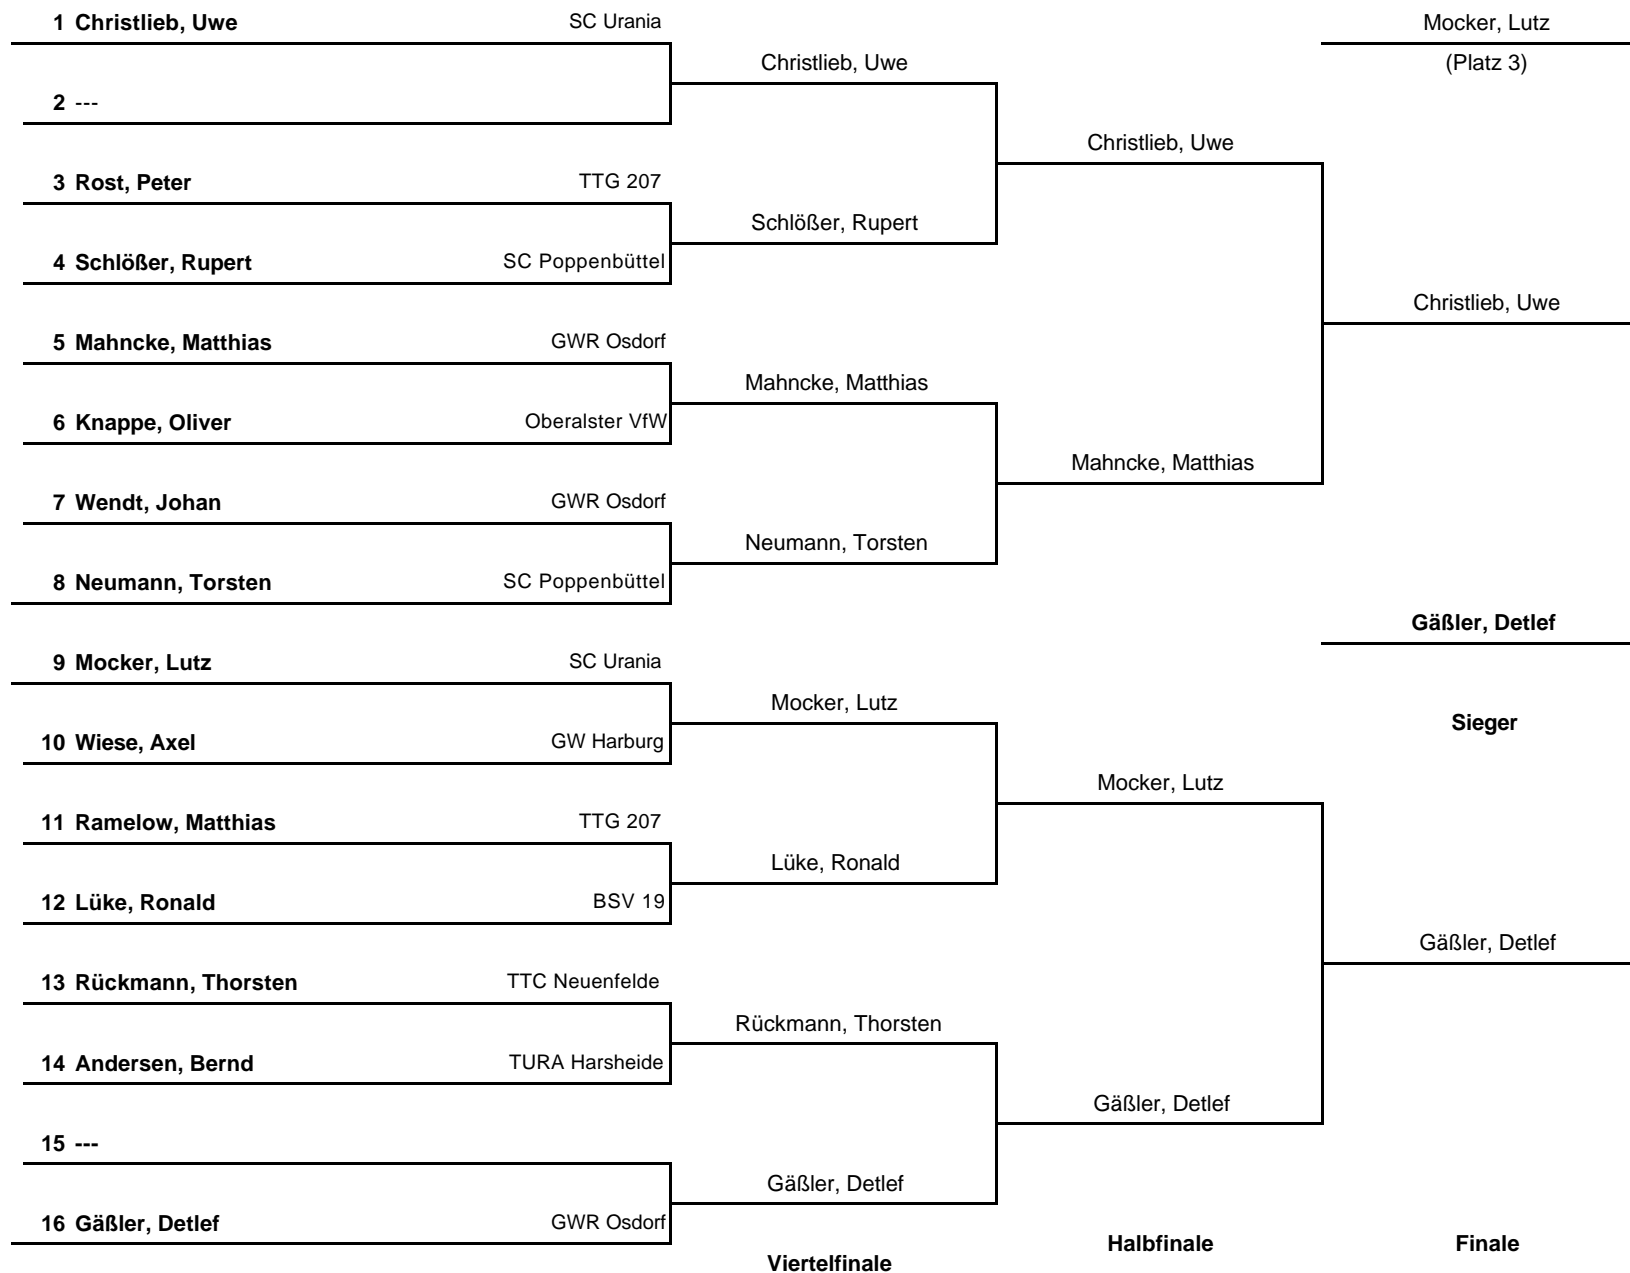 1 Christlieb, Uwe SC Urania Mocker, Lutz
Christlieb, Uwe (Platz 3)
2 ---
Christlieb, Uwe
3 Rost, Peter TTG 207
Schlößer, Rupert
4 Schlößer, Rupert SC Poppenbüttel
Christlieb, Uwe
5 Mahncke, Matthias GWR Osdorf
Mahncke, Matthias
6 Knappe, Oliver Oberalster VfW
Mahncke, Matthias
7 Wendt, Johan GWR Osdorf
Neumann, Torsten
8 Neumann, Torsten SC Poppenbüttel
Gäßler, Detlef
9 Mocker, Lutz SC Urania
Mocker, Lutz
Sieger
10 Wiese, Axel GW Harburg
Mocker, Lutz
11 Ramelow, Matthias TTG 207
Lüke, Ronald
12 Lüke, Ronald BSV 19
Gäßler, Detlef
13 Rückmann, Thorsten TTC Neuenfelde
Rückmann, Thorsten
14 Andersen, Bernd TURA Harsheide
Gäßler, Detlef
15 ---
Gäßler, Detlef
16 Gäßler, Detlef GWR Osdorf
Halbfinale Finale
Viertelfinale